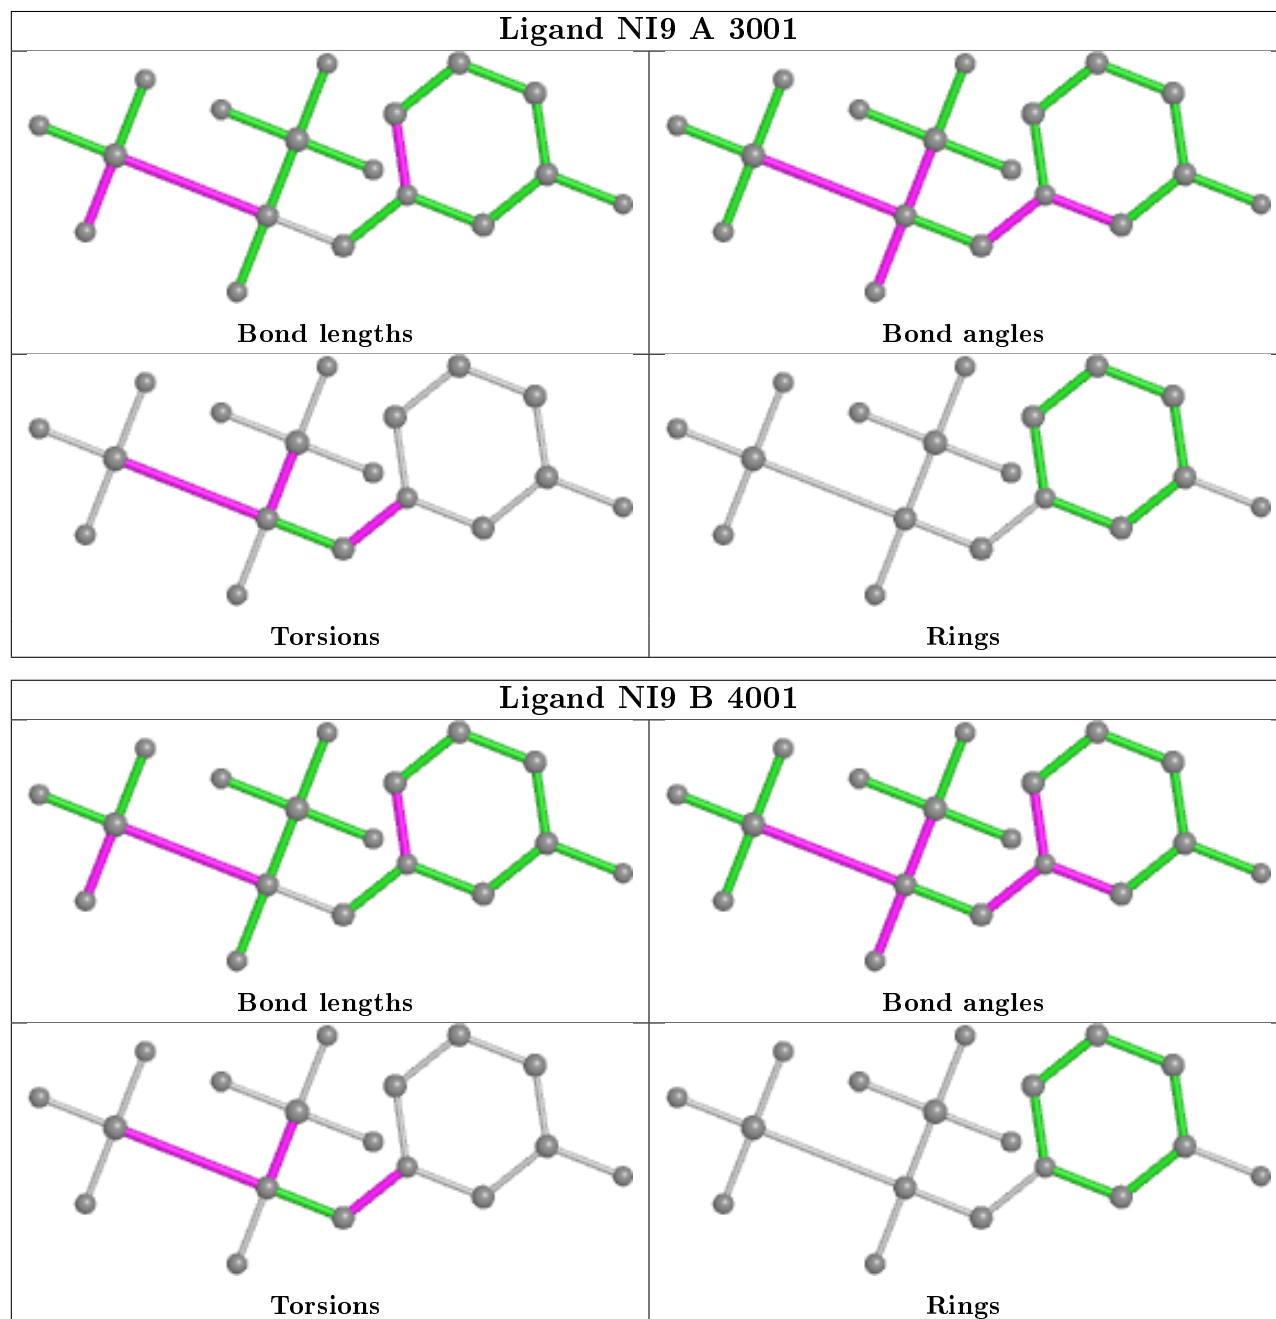 Ligand NI9 A 3001
Bond lengths
Bond angles
Torsions
Rings
Ligand NI9 B 4001
Bond lengths
Bond angles
Torsions
Rings